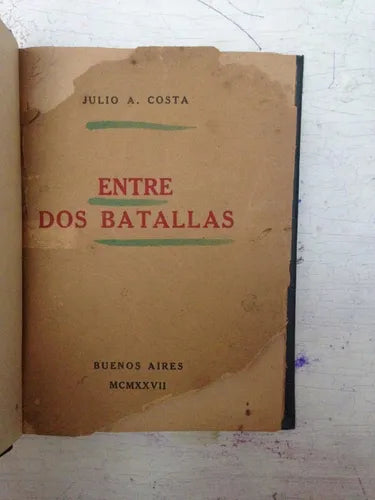 JULIO A. COSTA
ENTRE
DOS BATALLAS
BUENOS AIRES
MCMXXVII